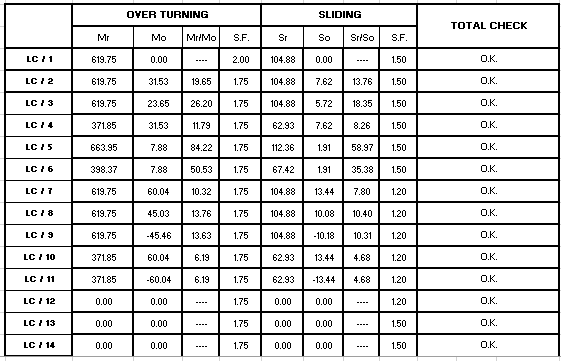 OVER TURNING SLIDING TOTAL CHECK
Mr Mo Mr/Mo S.F. Sr So Sr/So S.F.
LC / 1 619.75 0.00 ---- 2.00 104.88 0.00 ---- 1.50 O.K.
LC / 2 619.75 31.53 19.65 1.75 104.88 7.62 13.76 1.50 O.K.
LC / 3 619.75 23.65 26.20 1.75 104.88 5.72 18.35 1.50 O.K.
LC / 4 371.85 31.53 11.79 1.75 62.93 7.62 8.26 1.50 O.K.
LC / 5 663.95 7.88 84.22 1.75 112.36 1.91 58.97 1.50 O.K.
LC / 6 398.37 7.88 50.53 1.75 67.42 1.91 35.38 1.50 O.K.
LC / 7 619.75 60.04 10.32 1.75 104.88 13.44 7.80 1.20 O.K.
LC / 8 619.75 45.03 13.76 1.75 104.88 10.08 10.40 1.20 O.K.
LC / 9 619.75 -45.46 13.63 1.75 104.88 -10.18 10.31 1.20 O.K.
LC / 10 371.85 60.04 6.19 1.75 62.93 13.44 4.68 1.20 O.K.
LC / 11 371.85 -60.04 6.19 1.75 62.93 -13.44 4.68 1.20 O.K.
LC / 12 0.00 0.00 ---- 1.75 0.00 0.00 ---- 1.20 O.K.
LC / 13 0.00 0.00 ---- 1.75 0.00 0.00 ---- 1.50 O.K.
LC / 14 0.00 0.00 ---- 1.75 0.00 0.00 ---- 1.50 O.K.